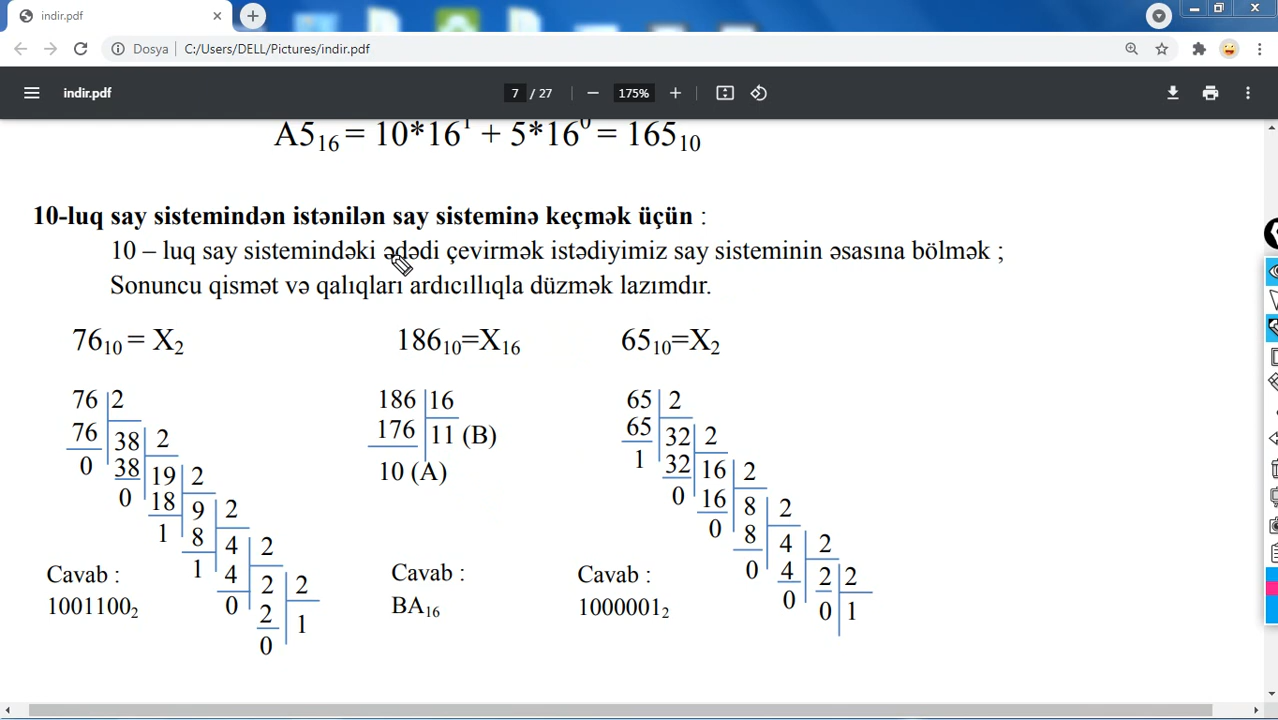 indir.pdf
Dosya
C:/Users/DELL/Pictures/indir.pdf
indir.pdf
7 / 27
175%
A5₁₆ = 10*16¹ + 5*16⁰ = 165₁₀
10-luq say sistemindən istənilən say sisteminə keçmək üçün :
10 – luq say sistemindəki ədədi çevirmək istədiyimiz say sisteminin əsasına bölmək ;
Sonuncu qismət və qalıqları ardıcıllıqla düzmək lazımdır.
76₁₀ = X₂
76 2
76 38 2
0 38 19 2
0 18 9 2
1 8 4 2
1 4 2 2
0 2 1
0
Cavab :
1001100₂
186₁₀=X₁₆
186 16
176 11 (B)
10 (A)
Cavab :
BA₁₆
65₁₀=X₂
65 2
65 32 2
1 32 16 2
0 16 8 2
0 8 4 2
0 4 2 2
0 0 1
Cavab :
1000001₂